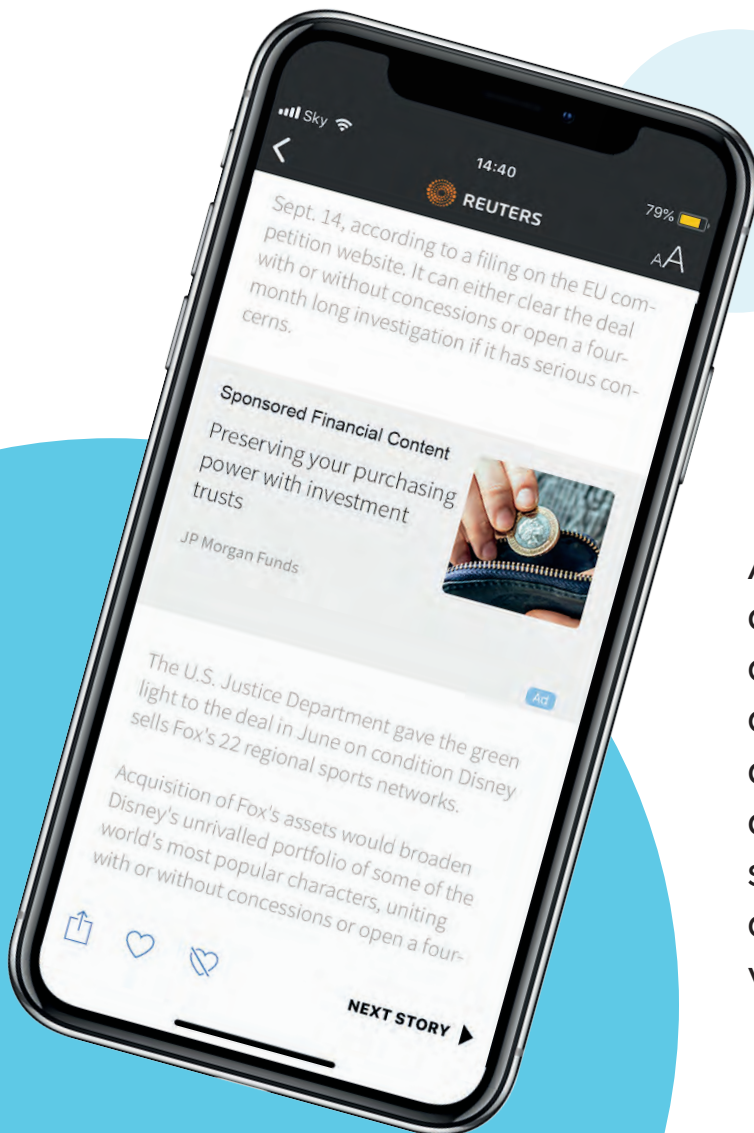 Sky
14:40
79%
REUTERS
AA
Sept. 14, according to a filing on the EU com-
petition website. It can either clear the deal
with or without concessions or open a four-
month long investigation if it has serious con-
cerns.
Sponsored Financial Content
Preserving your purchasing
power with investment
trusts
JP Morgan Funds
Ad
The U.S. Justice Department gave the green
light to the deal in June on condition Disney
sells Fox's 22 regional sports networks.
Acquisition of Fox's assets would broaden
Disney's unrivalled portfolio of some of the
world's most popular characters, uniting
with or without concessions or open a four-
NEXT STORY